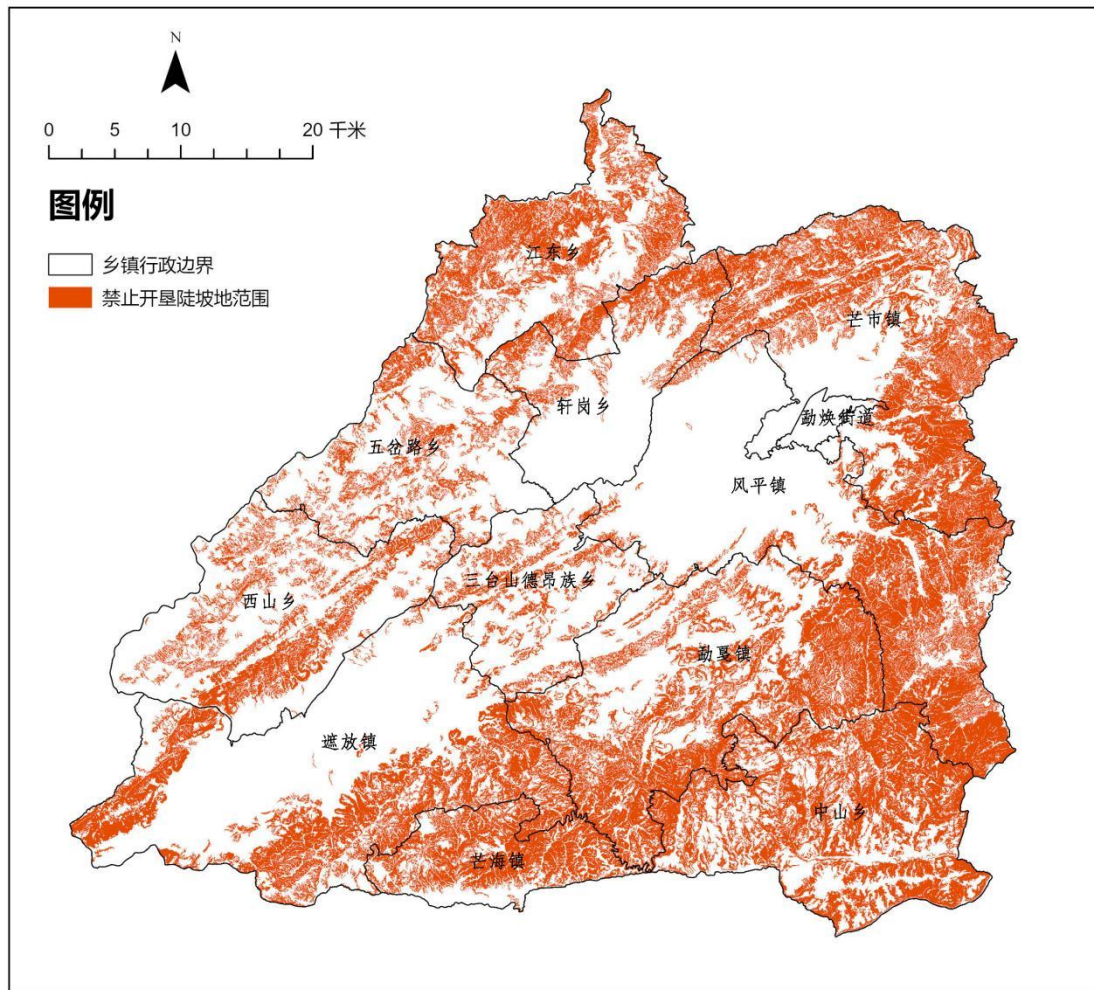 N
0 5 10 20 千米
图例
乡镇行政边界
禁止开垦陡坡地范围
江东乡
芒市镇
轩岗乡
勐焕街道
五岔路乡
风平镇
三台山德昂族乡
西山乡
勐戛镇
遮放镇
中山乡
芒海镇